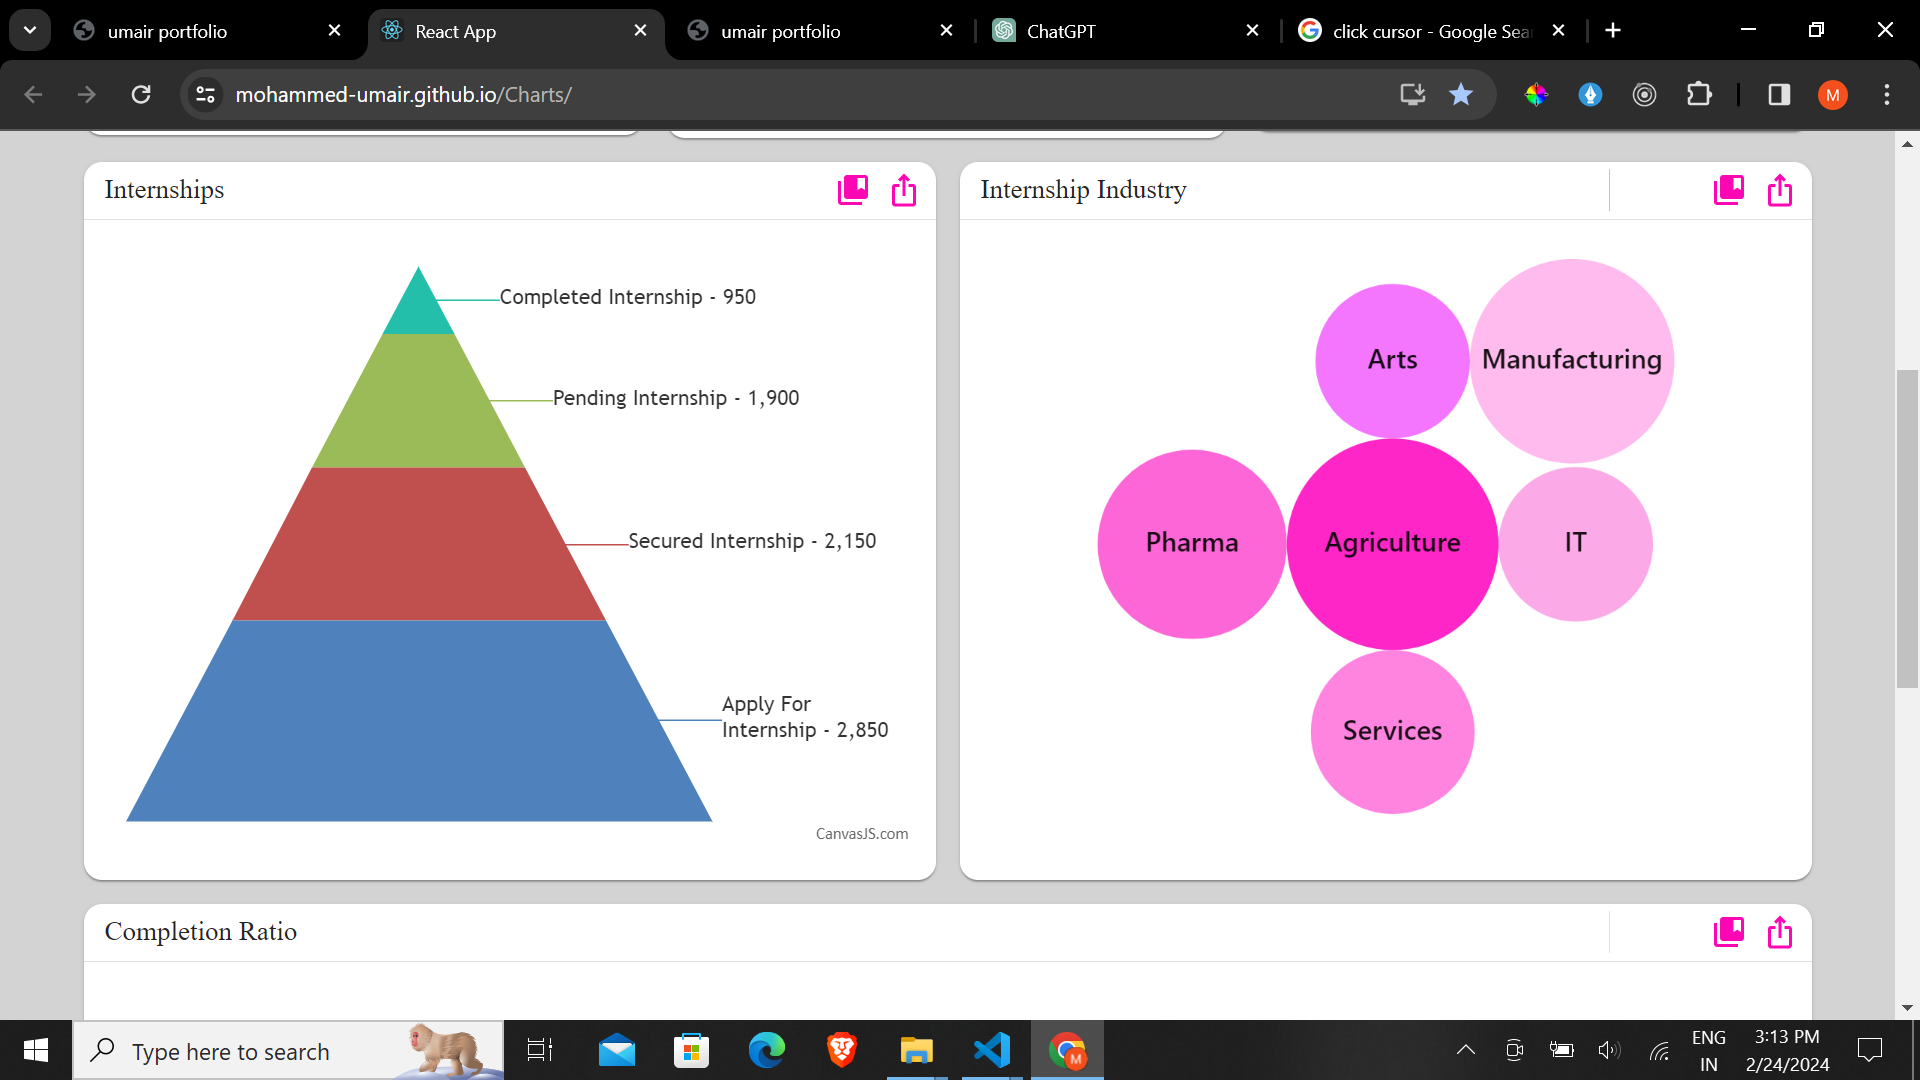 umair portfolio
React App
umair portfolio
ChatGPT
click cursor - Google Sear
mohammed-umair.github.io/Charts/
M
Internships
Completed Internship - 950
Pending Internship - 1,900
Secured Internship - 2,150
Apply For
Internship - 2,850
CanvasJS.com
Internship Industry
Arts
Manufacturing
Pharma
Agriculture
IT
Services
Completion Ratio
Type here to search
M
ENG
IN
3:13 PM
2/24/2024